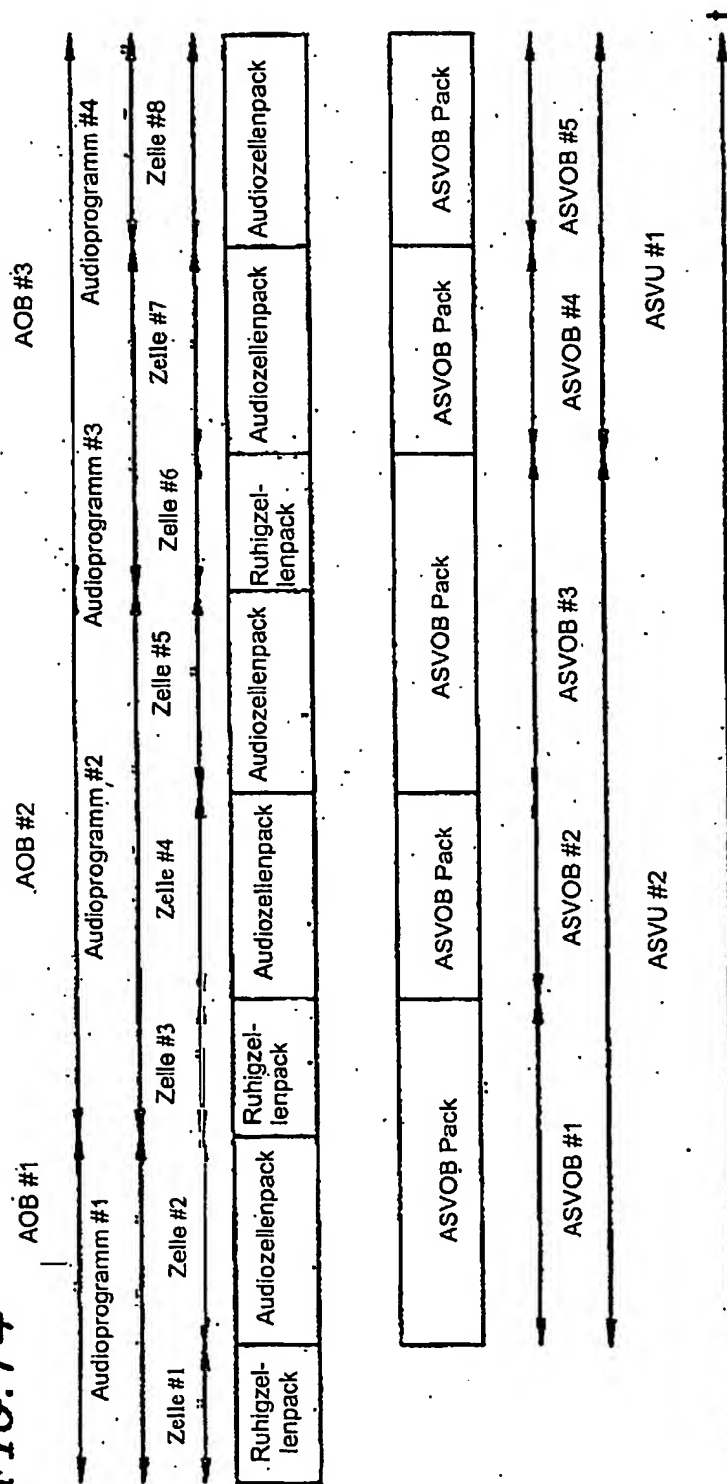 FIG. 74
AOB #1
AOB #2
AOB #3
Audioprogramm #1
Audioprogramm #2
Audioprogramm #3
Audioprogramm #4
Zelle #1
Zelle #2
Zelle #3
Zelle #4
Zelle #5
Zelle #6
Zelle #7
Zelle #8
Ruhigzel-
lenpack
Audiozellenpack
Ruhigzel-
lenpack
Audiozellenpack
Audiozellenpack
Ruhigzel-
lenpack
Audiozellenpack
Audiozellenpack
ASVOB Pack
ASVOB Pack
ASVOB Pack
ASVOB Pack
ASVOB Pack
ASVOB #1
ASVOB #2
ASVOB #3
ASVOB #4
ASVOB #5
ASVU #2
ASVU #1
t